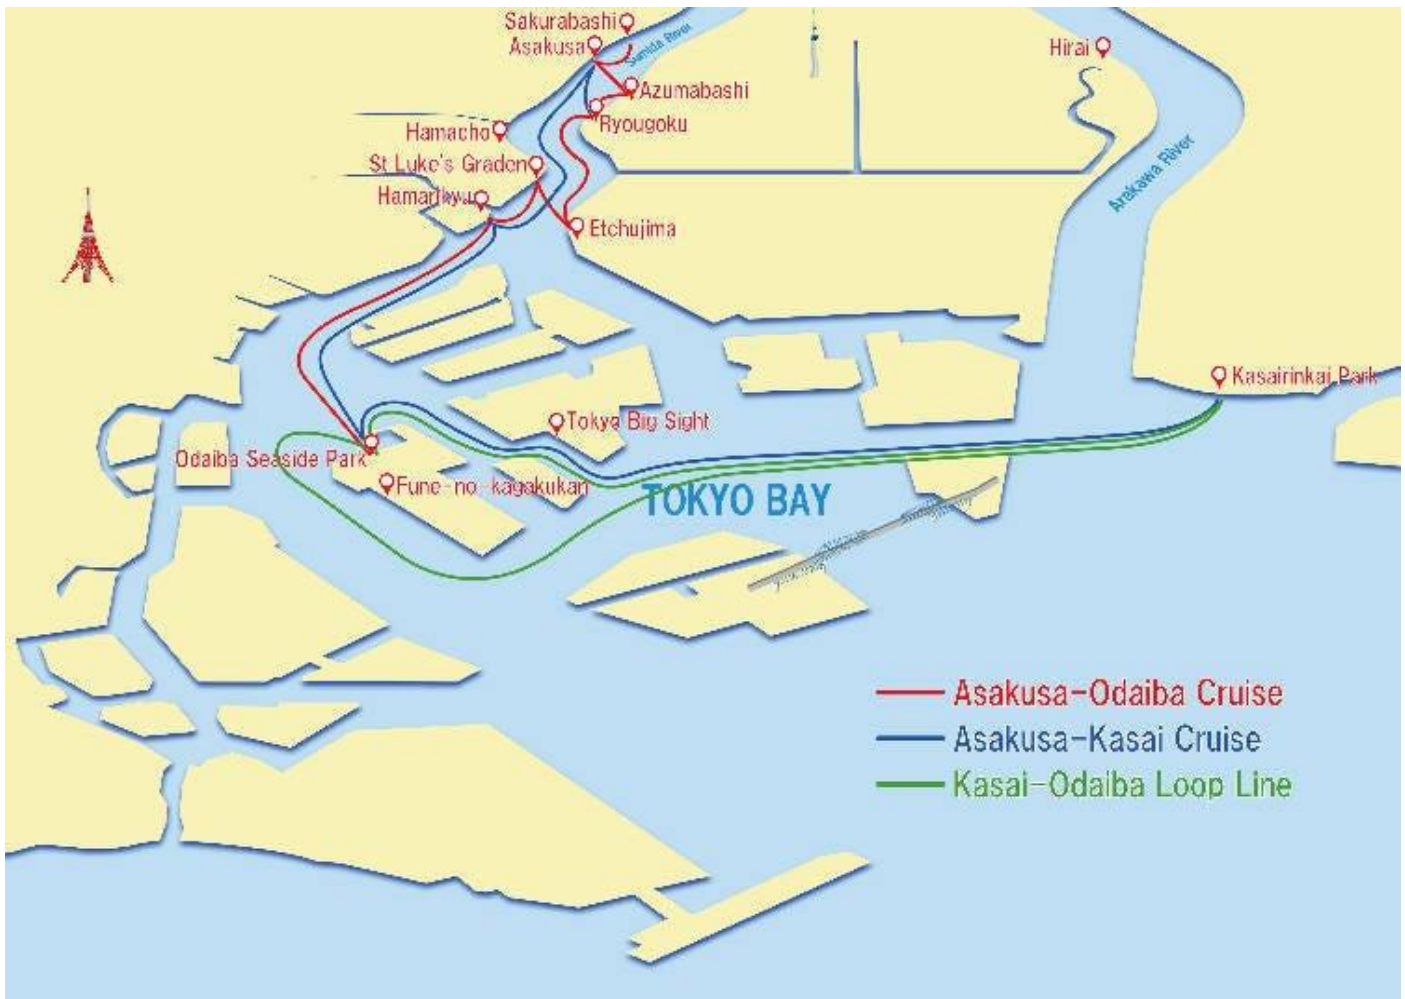 Sakurabashi
Asakusa
Sumida River
Hirai
Azumabashi
Ryougoku
Hamacho
St Luke's Graden
Hamarikyu
Etchujima
Arakawa River
Kasairinkai Park
Tokyo Big Sight
Odaiba Seaside Park
Fune-no-kagakukan
TOKYO BAY
Asakusa-Odaiba Cruise
Asakusa-Kasai Cruise
Kasai-Odaiba Loop Line